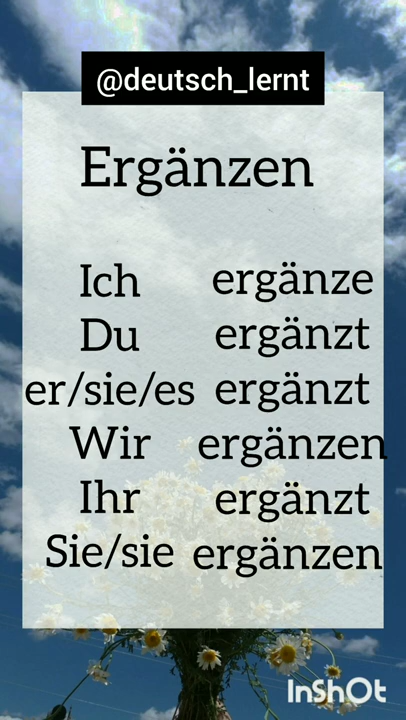 @deutsch_lernt
Ergänzen
Ich ergänze
Du ergänzt
er/sie/es ergänzt
Wir ergänzen
Ihr ergänzt
Sie/sie ergänzen
InShOt